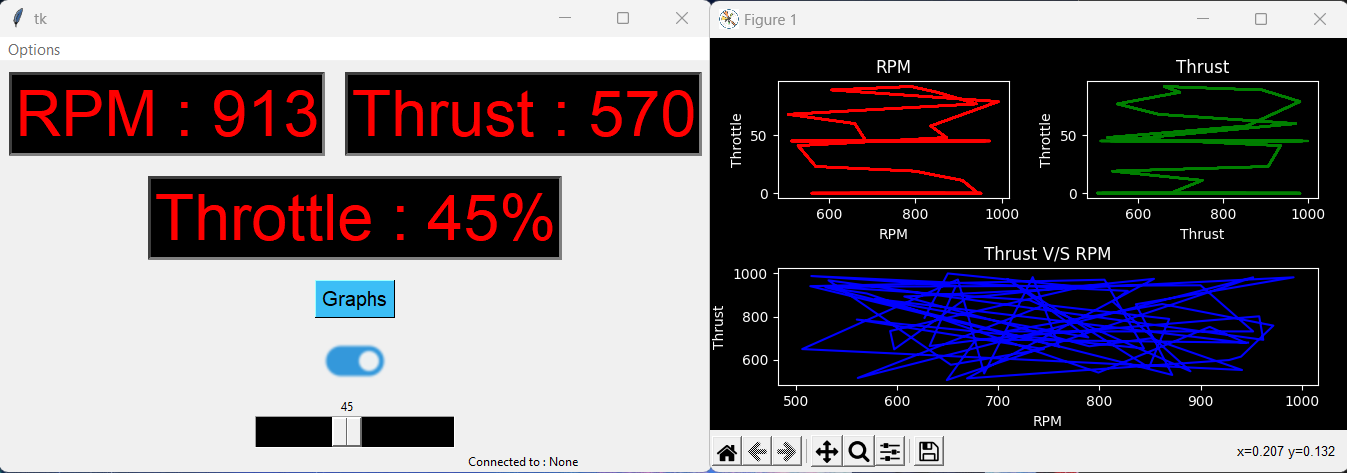 tk
Options
RPM : 913
Thrust : 570
Throttle : 45%
Graphs
45
Connected to : None
Figure 1
RPM
Throttle
50
0
600 800 1000
RPM
Thrust
Throttle
50
0
600 800 1000
Thrust
Thrust V/S RPM
Thrust
1000
800
600
500 600 700 800 900 1000
RPM
x=0.207 y=0.132